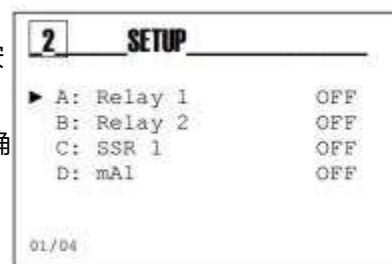 2 SETUP
▶ A: Relay 1 OFF
B: Relay 2 OFF
C: SSR 1 OFF
D: mA1 OFF
01/04